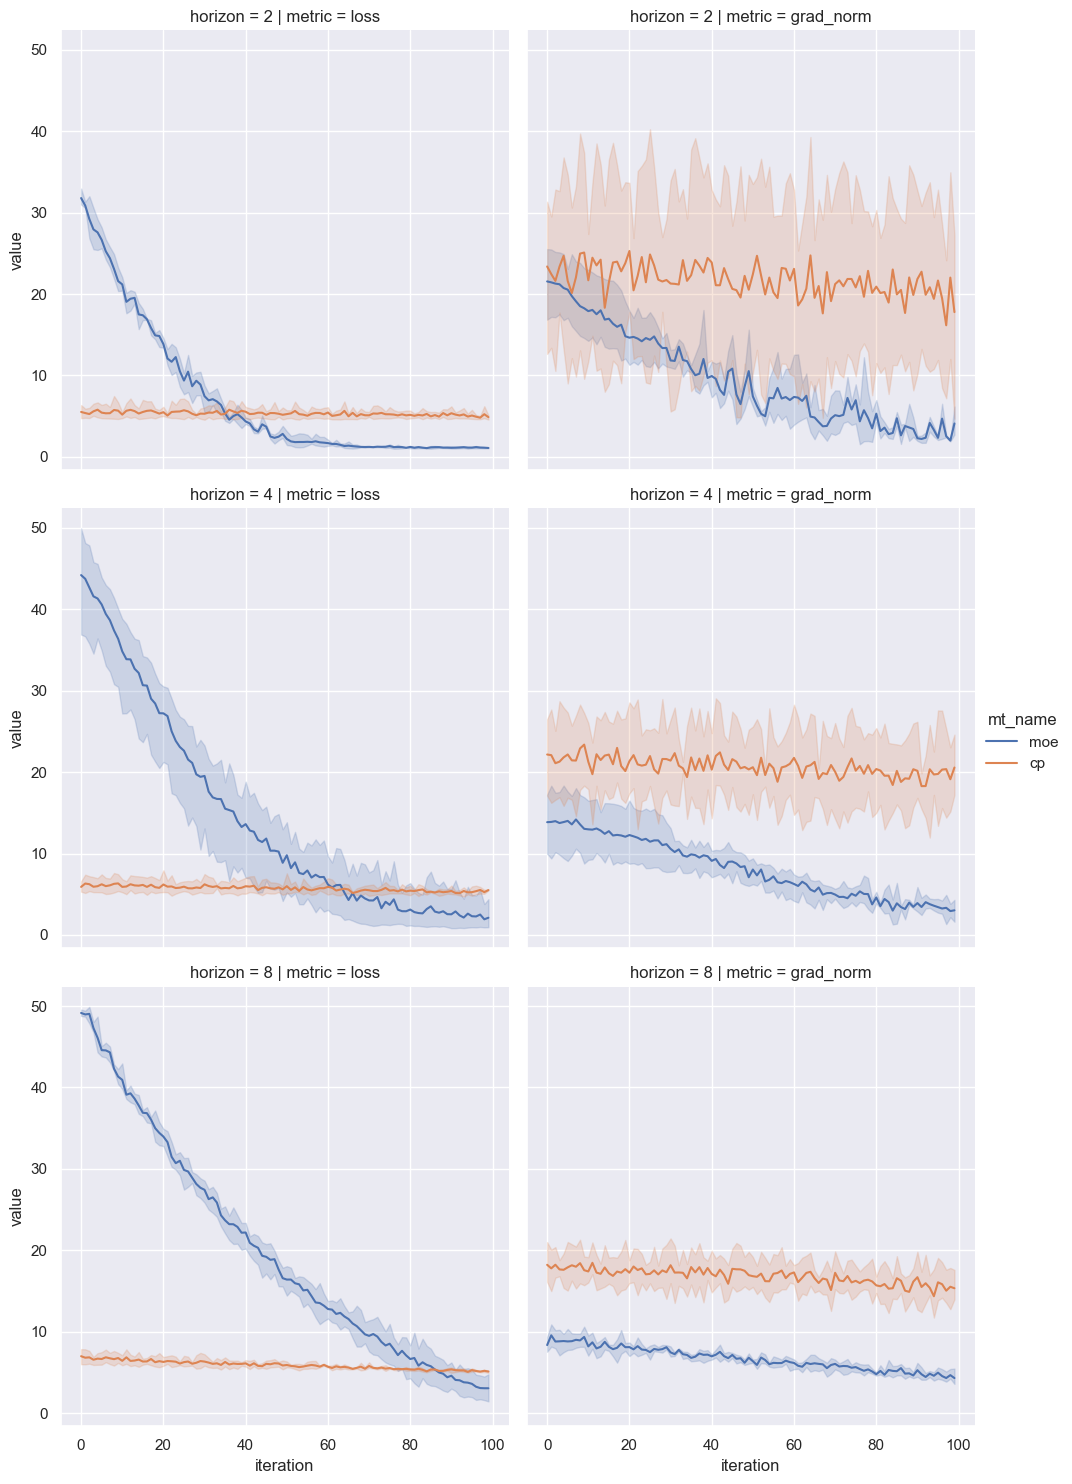 horizon = 2 | metric = loss
horizon = 2 | metric = grad_norm
50
40
30
20
10
0
value
horizon = 4 | metric = loss
horizon = 4 | metric = grad_norm
50
40
30
20
10
0
value
mt_name
moe
cp
horizon = 8 | metric = loss
horizon = 8 | metric = grad_norm
50
40
30
20
10
0
value
0 20 40 60 80 100
0 20 40 60 80 100
iteration
iteration